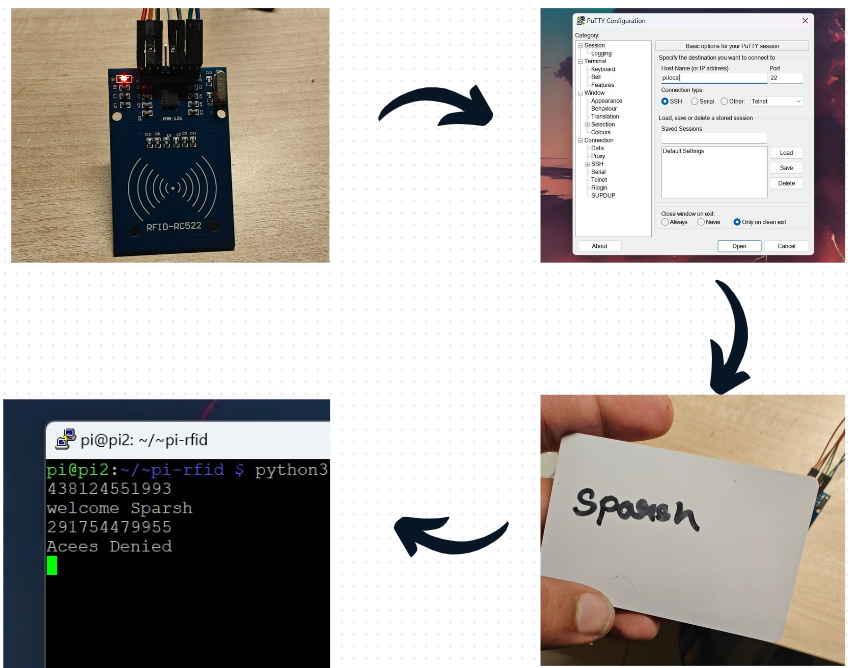 HW-126
RFID-RC522
PuTTY Configuration
Category:
Session
Logging
Terminal
Keyboard
Bell
Features
Window
Appearance
Behaviour
Translation
Selection
Colours
Connection
Data
Proxy
SSH
Serial
Telnet
Rlogin
SUPDUP
Basic options for your PuTTY session
Specify the destination you want to connect to
Host Name (or IP address)
Port
22
Connection type:
SSH
Serial
Other:
Telnet
Load, save or delete a stored session
Saved Sessions
Default Settings
Load
Save
Delete
Close window on exit:
Always
Never
Only on clean exit
About
Open
Cancel
Sparsh
pi@pi2: ~/~pi-rfid
pi@pi2:~/~pi-rfid $ python3
438124551993
welcome Sparsh
291754479955
Acees Denied